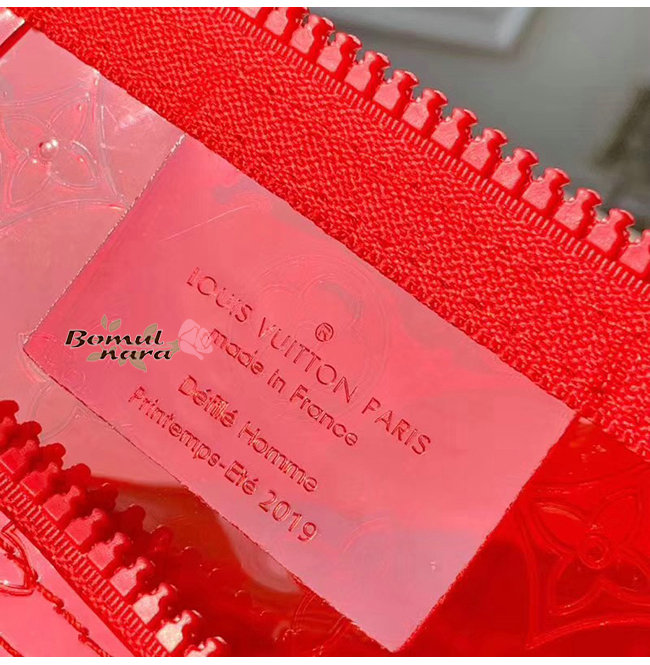 LOUIS VUITTON PARIS
®
made in France
Défilé Homme
Printemps-Eté 2019
Bomul
nara